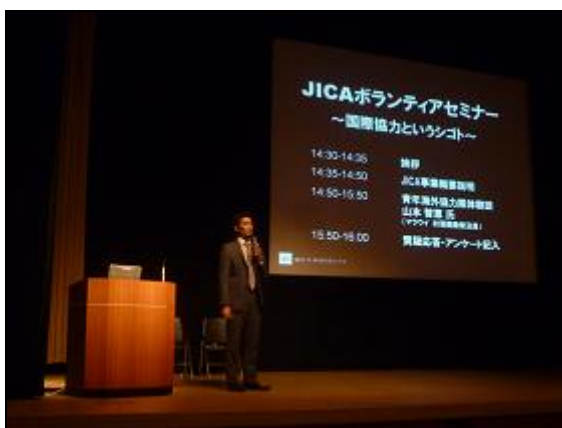 JICAボランティアセミナー
～国際協力というシゴト～
14:30-14:35 挨拶
14:35-14:50 JICA事業概要説明
14:50-15:50 青年海外協力隊体験談
氏
15:50-16:00 質疑応答・アンケート記入